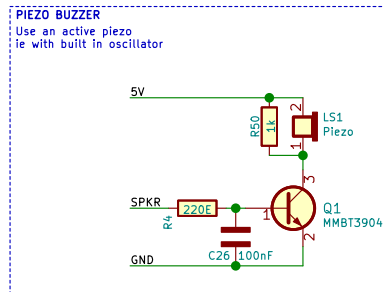 PIEZO BUZZER
Use an active piezo
ie with built in oscillator
5V
R50
1k
2
LS1
Piezo
1
SPKR
220E
R4
1
3
Q1
MMBT3904
2
C26 100nF
GND